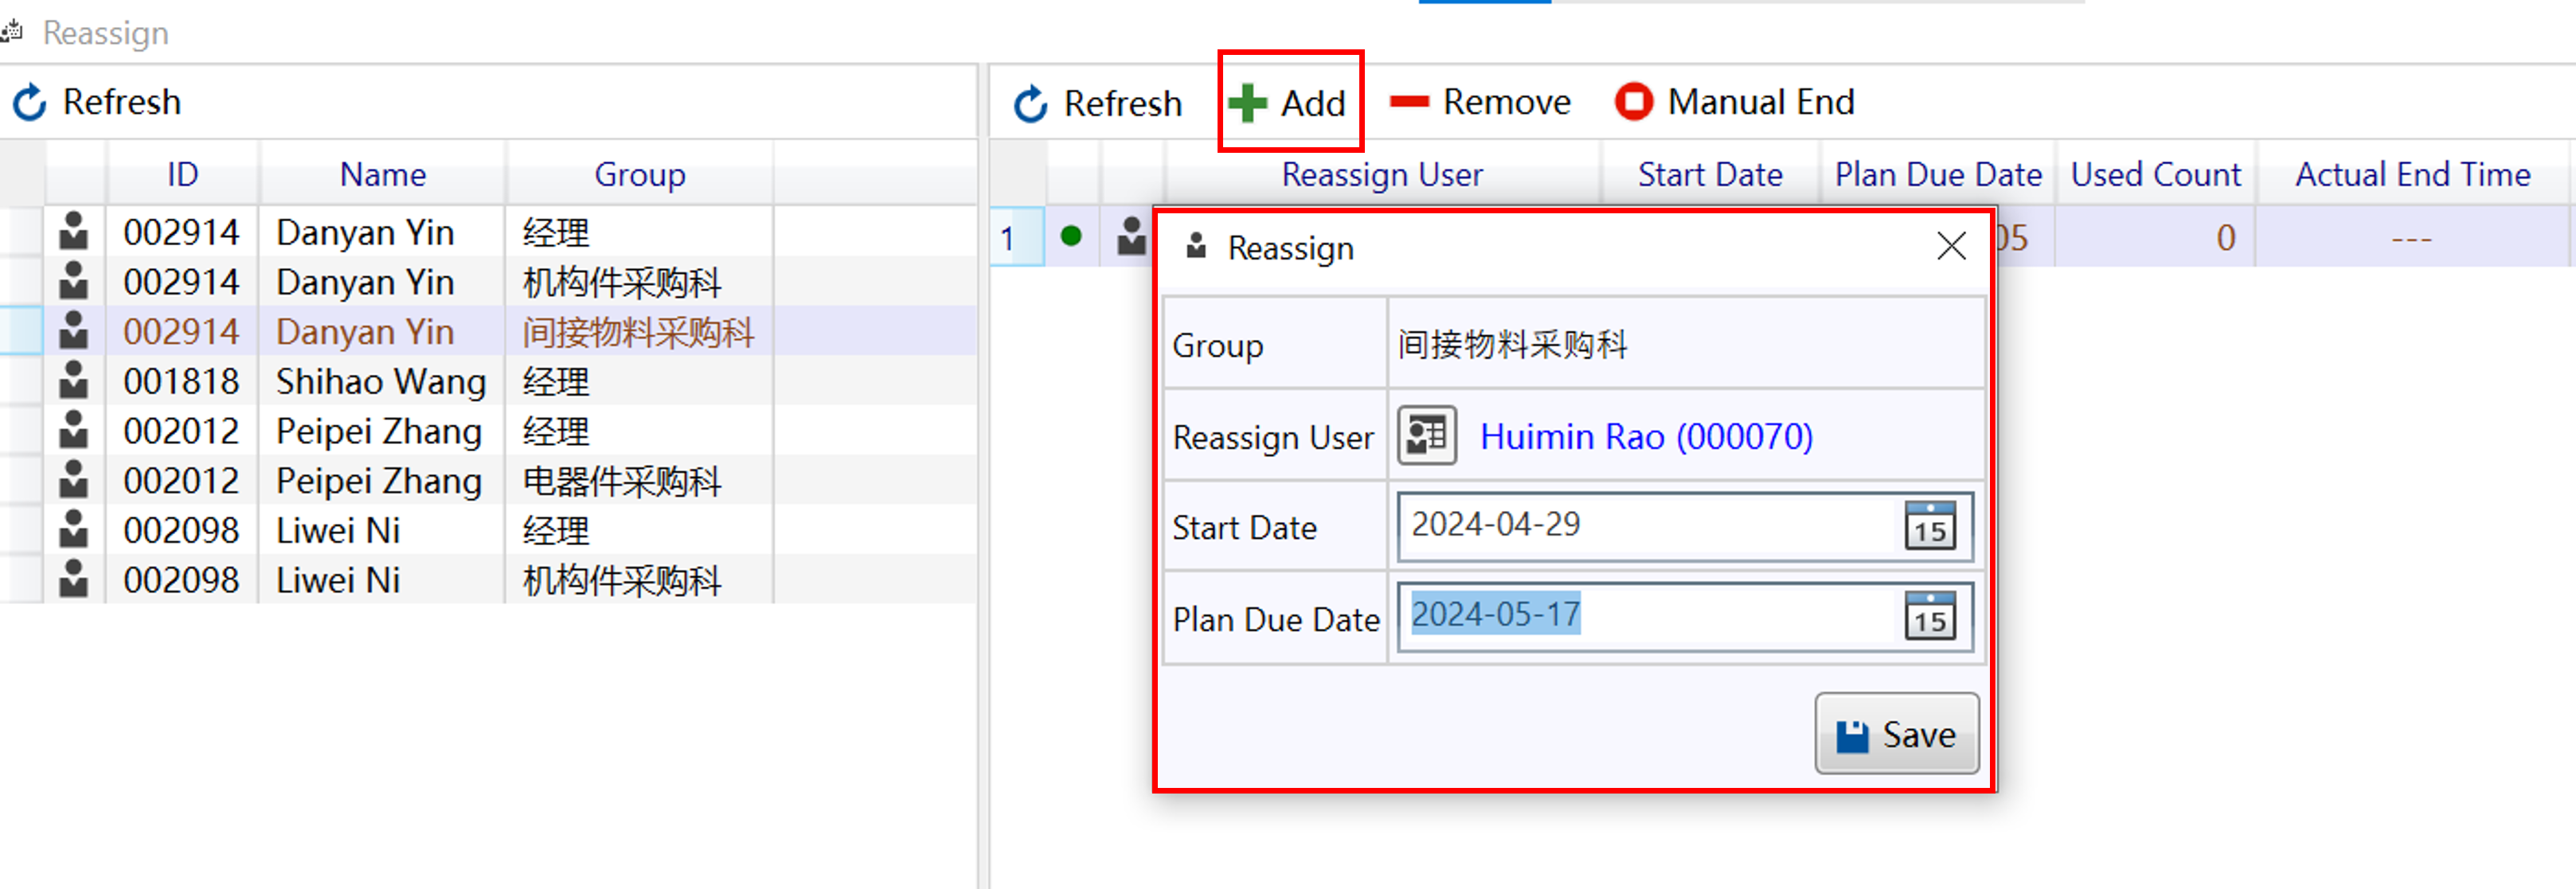 Reassign
Refresh
ID Name Group
002914 Danyan Yin 经理
002914 Danyan Yin 机构件采购科
002914 Danyan Yin 间接物料采购科
001818 Shihao Wang 经理
002012 Peipei Zhang 经理
002012 Peipei Zhang 电器件采购科
002098 Liwei Ni 经理
002098 Liwei Ni 机构件采购科
Refresh Add Remove Manual End
Reassign User Start Date Plan Due Date Used Count Actual End Time
1 05 0 ---
Reassign
Group 间接物料采购科
Reassign User Huimin Rao (000070)
Start Date 2024-04-29 15
Plan Due Date 2024-05-17 15
Save